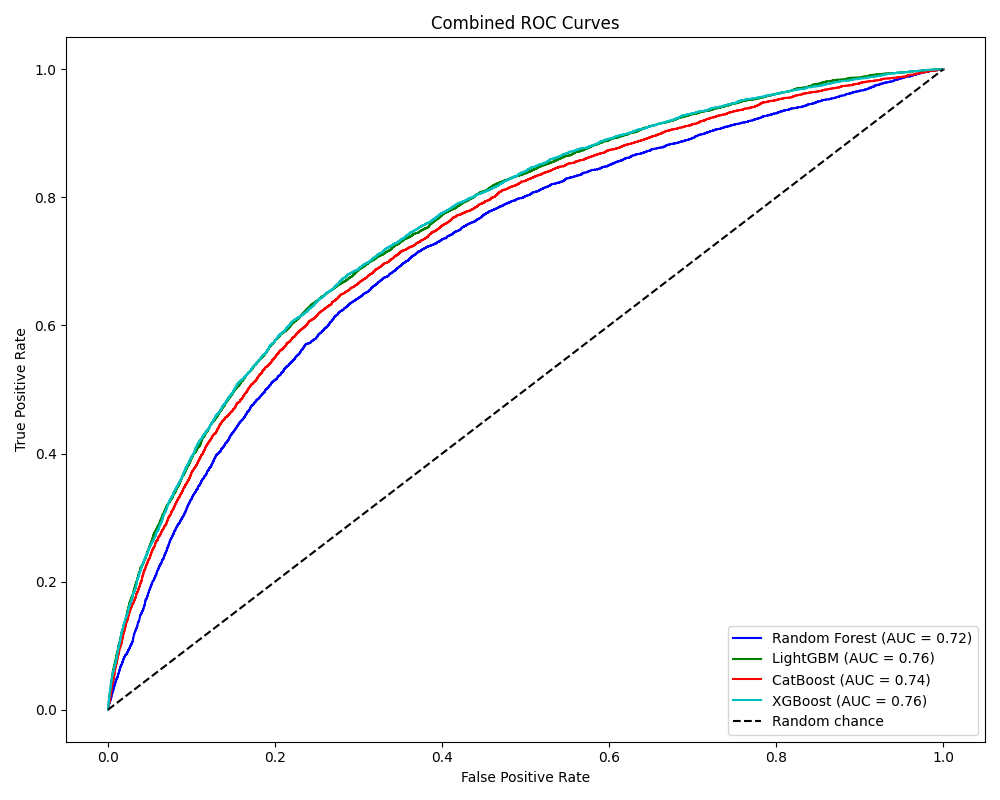 Combined ROC Curves
True Positive Rate
1.0
0.8
0.6
0.4
0.2
0.0
Random Forest (AUC = 0.72)
LightGBM (AUC = 0.76)
CatBoost (AUC = 0.74)
XGBoost (AUC = 0.76)
Random chance
0.0 0.2 0.4 0.6 0.8 1.0
False Positive Rate